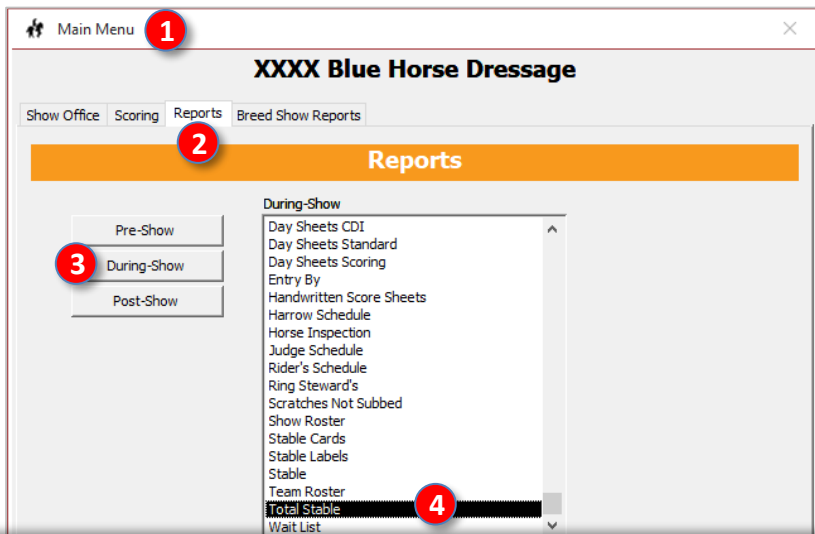 Main Menu 1
XXXX Blue Horse Dressage
Show Office Scoring Reports Breed Show Reports
2
Reports
During-Show
Pre-Show
3 During-Show
Post-Show
Day Sheets CDI
Day Sheets Standard
Day Sheets Scoring
Entry By
Handwritten Score Sheets
Harrow Schedule
Horse Inspection
Judge Schedule
Rider's Schedule
Ring Steward's
Scratches Not Subbed
Show Roster
Stable Cards
Stable Labels
Stable
Team Roster
Total Stable 4
Wait List